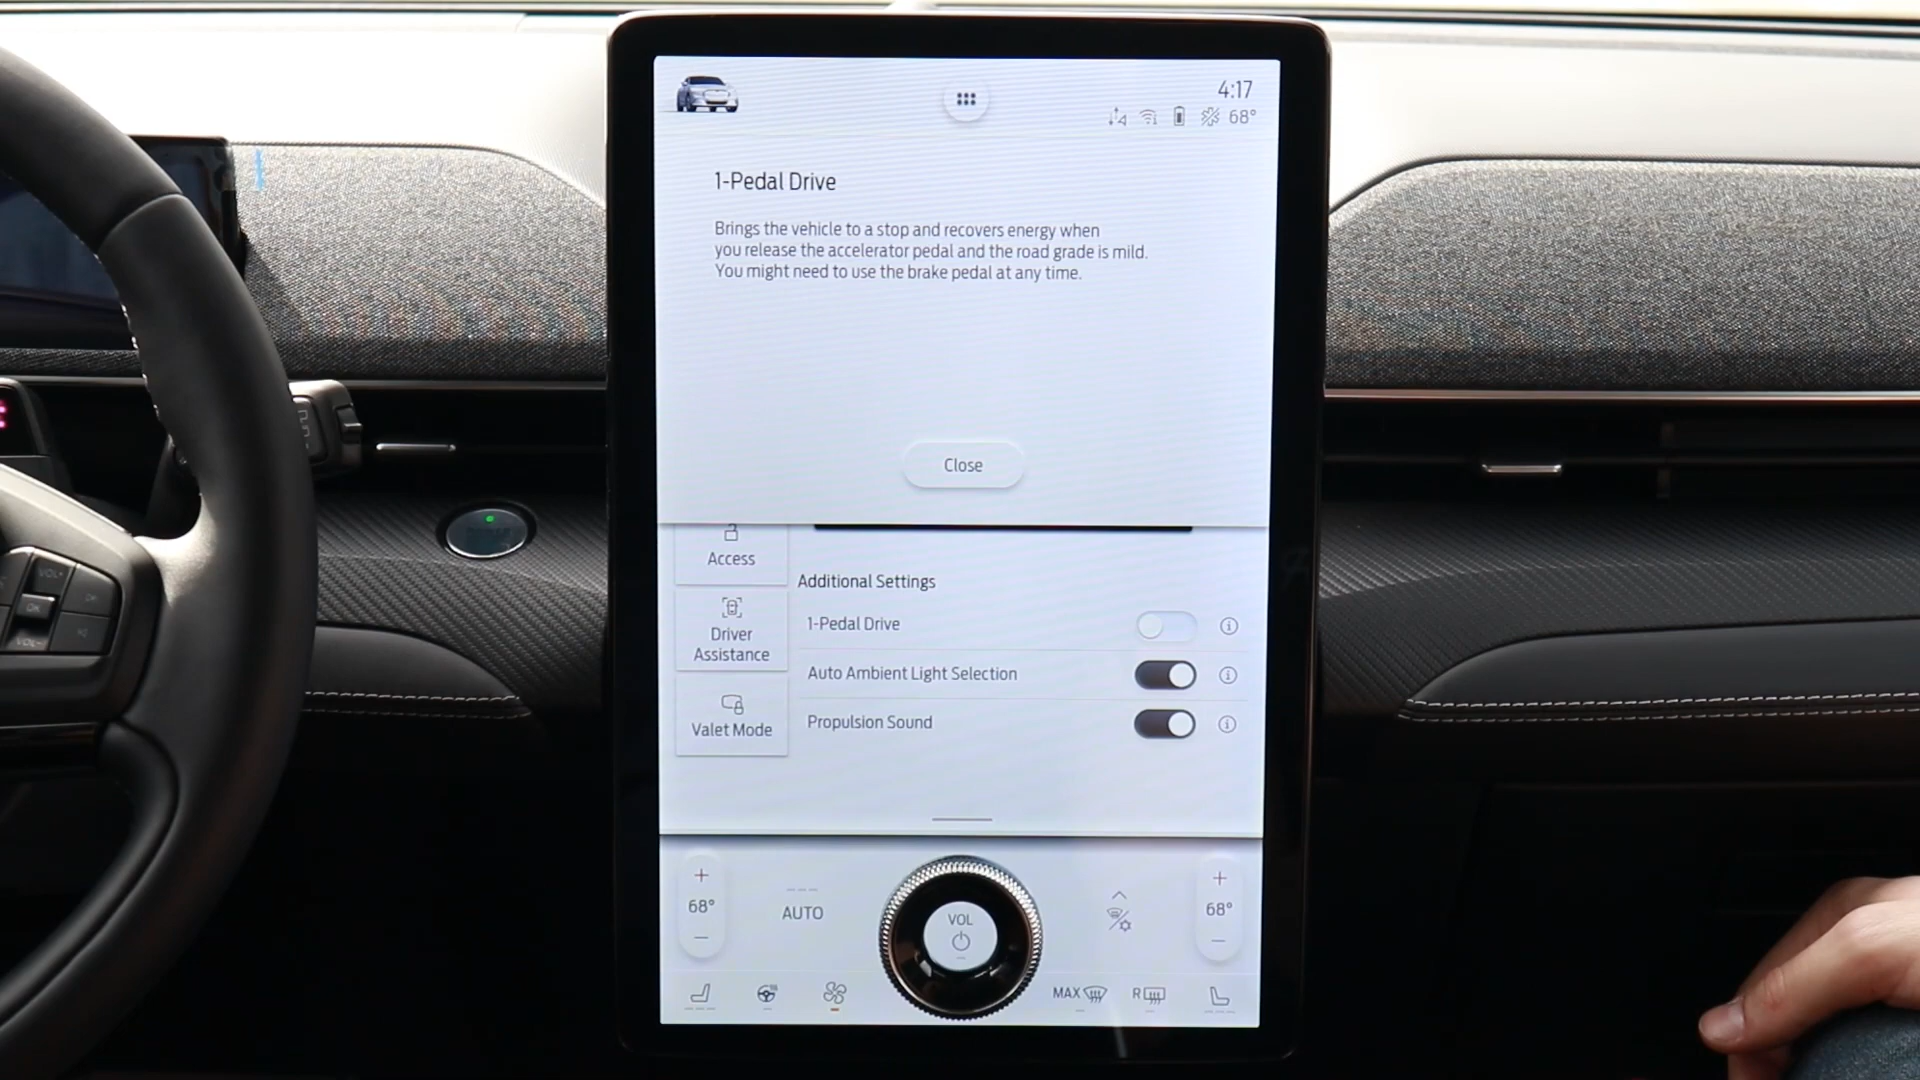 4:17
68°
1-Pedal Drive
Brings the vehicle to a stop and recovers energy when
you release the accelerator pedal and the road grade is mild.
You might need to use the brake pedal at any time.
Close
Access
Additional Settings
1-Pedal Drive
Driver
Assistance
Auto Ambient Light Selection
Valet Mode
Propulsion Sound
+
68°
−
AUTO
VOL
+
68°
−
MAX
R
VOL+
OK
VOL-